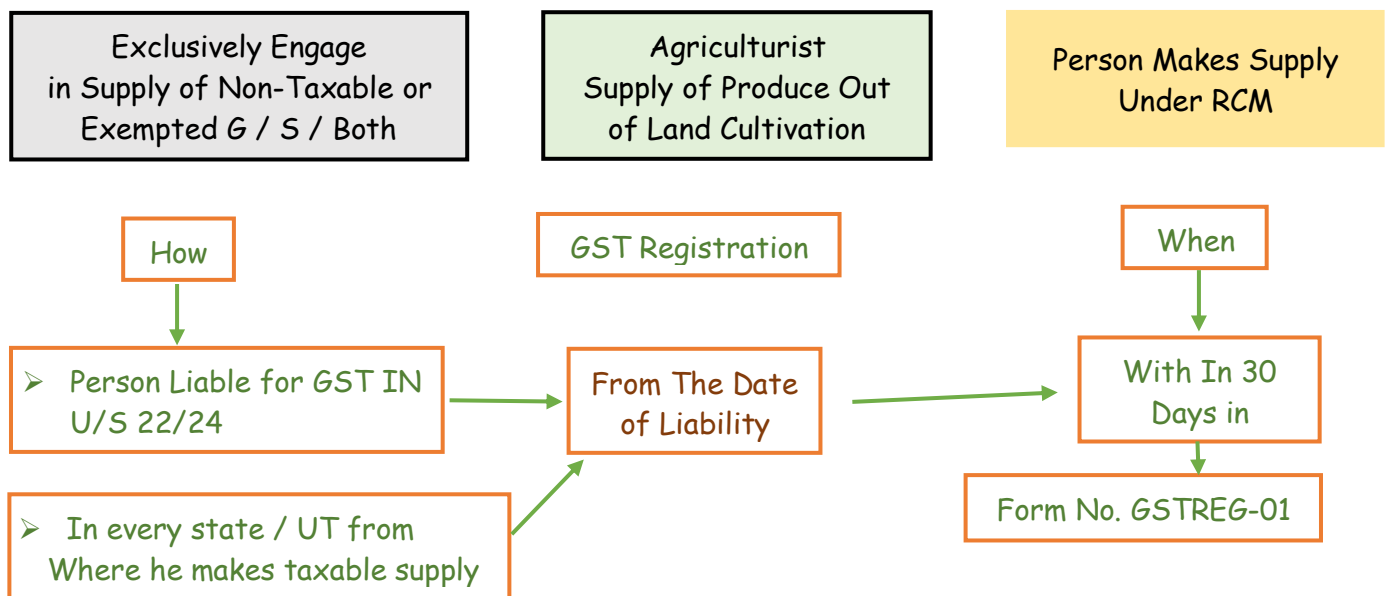 Exclusively Engage
in Supply of Non-Taxable or
Exempted G / S / Both
Agriculturist
Supply of Produce Out
of Land Cultivation
Person Makes Supply
Under RCM
How
GST Registration
When
➢ Person Liable for GST IN
U/S 22/24
From The Date
of Liability
With In 30
Days in
➢ In every state / UT from
Where he makes taxable supply
Form No. GSTREG-01